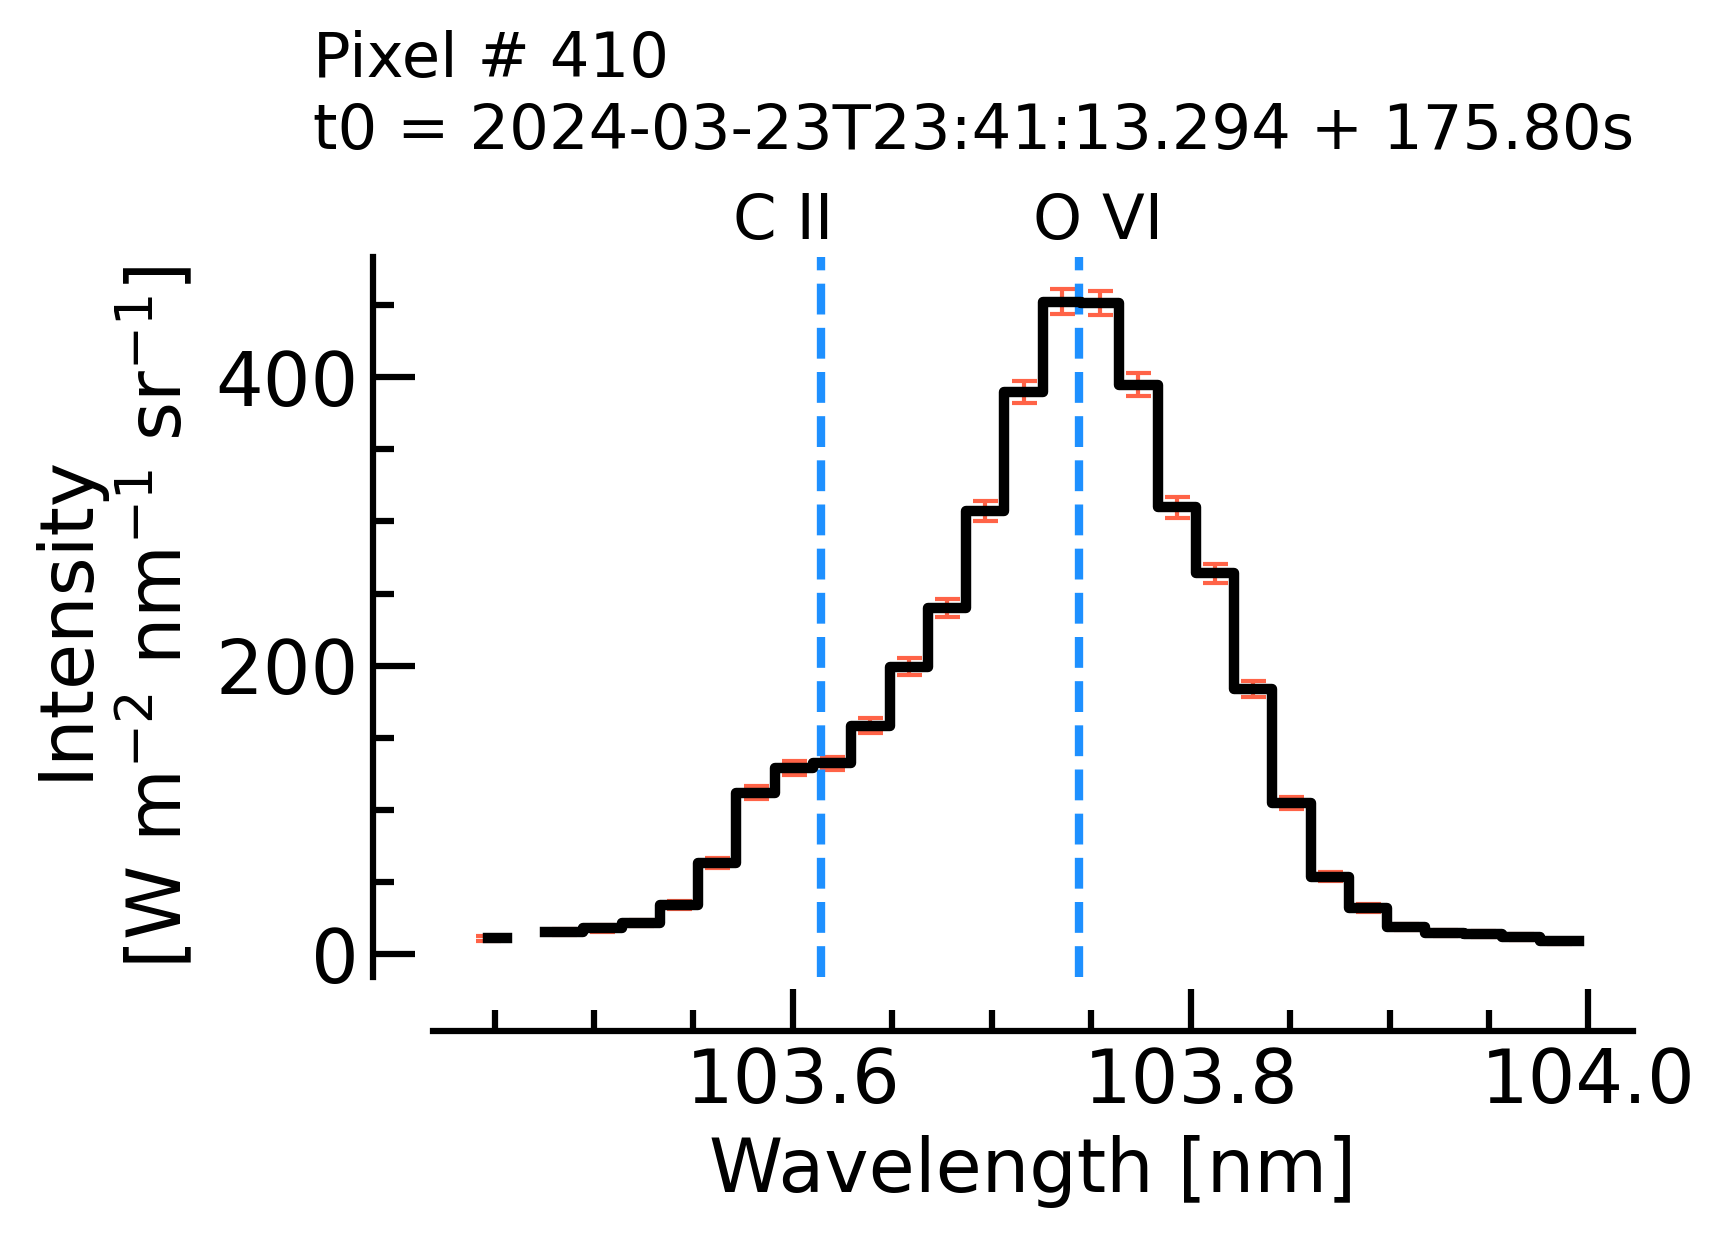 Pixel # 410
t0 = 2024-03-23T23:41:13.294 + 175.80s
C II
O VI
Intensity
[W m⁻² nm⁻¹ sr⁻¹]
400
200
0
103.6
103.8
104.0
Wavelength [nm]